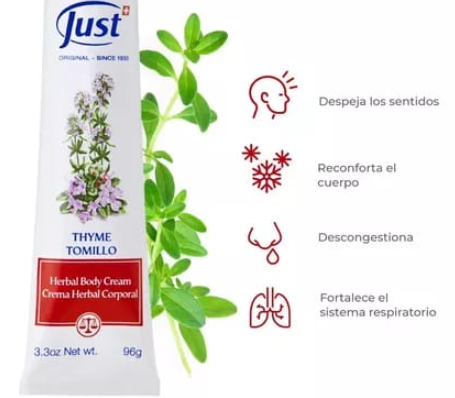 Just
ORIGINAL - SINCE 1930
THYME
TOMILLO
Herbal Body Cream
Crema Herbal Corporal
3.3oz Net wt. 96g
Despeja los sentidos
Reconforta el
cuerpo
Descongestiona
Fortalece el
sistema respiratorio